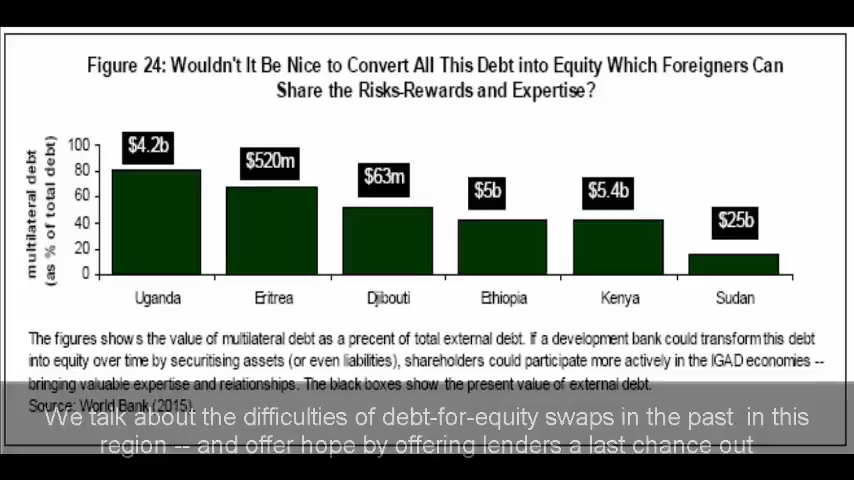 Figure 24: Wouldn't It Be Nice to Convert All This Debt into Equity Which Foreigners Can
Share the Risks-Rewards and Expertise?
multilateral debt
(as % of total debt)
100
80
60
40
20
0
$4.2b
$520m
$63m
$5b
$5.4b
$25b
Uganda
Eritrea
Djibouti
Ethiopia
Kenya
Sudan
The figures shows the value of multilateral debt as a precent of total external debt. If a development bank could transform this debt
into equity over time by securitising assets (or even liabilities), shareholders could participate more actively in the IGAD economies --
bringing valuable expertise and relationships. The black boxes show the present value of external debt.
Source: World Bank (2015).
We talk about the difficulties of debt-for-equity swaps in the past in this
region -- and offer hope by offering lenders a last chance out